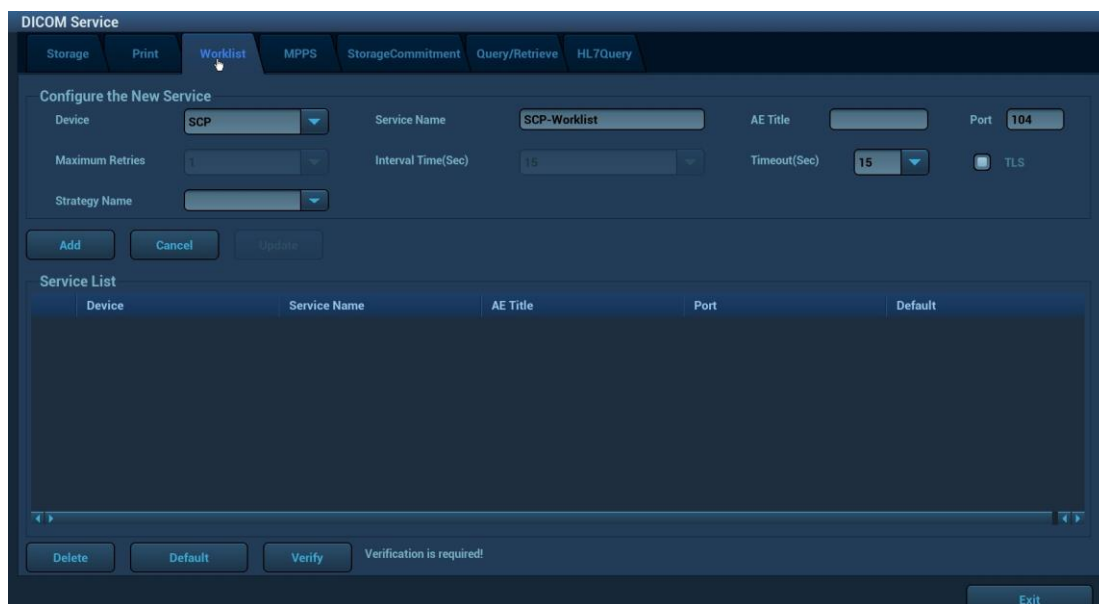 DICOM Service
Storage Print Worklist MPPS StorageCommitment Query/Retrieve HL7Query
Configure the New Service
Device SCP Service Name SCP-Worklist AE Title Port 104
Maximum Retries 1 Interval Time(Sec) 15 Timeout(Sec) 15 TLS
Strategy Name
Add Cancel Update
Service List
Device Service Name AE Title Port Default
Delete Default Verify Verification is required!
Exit